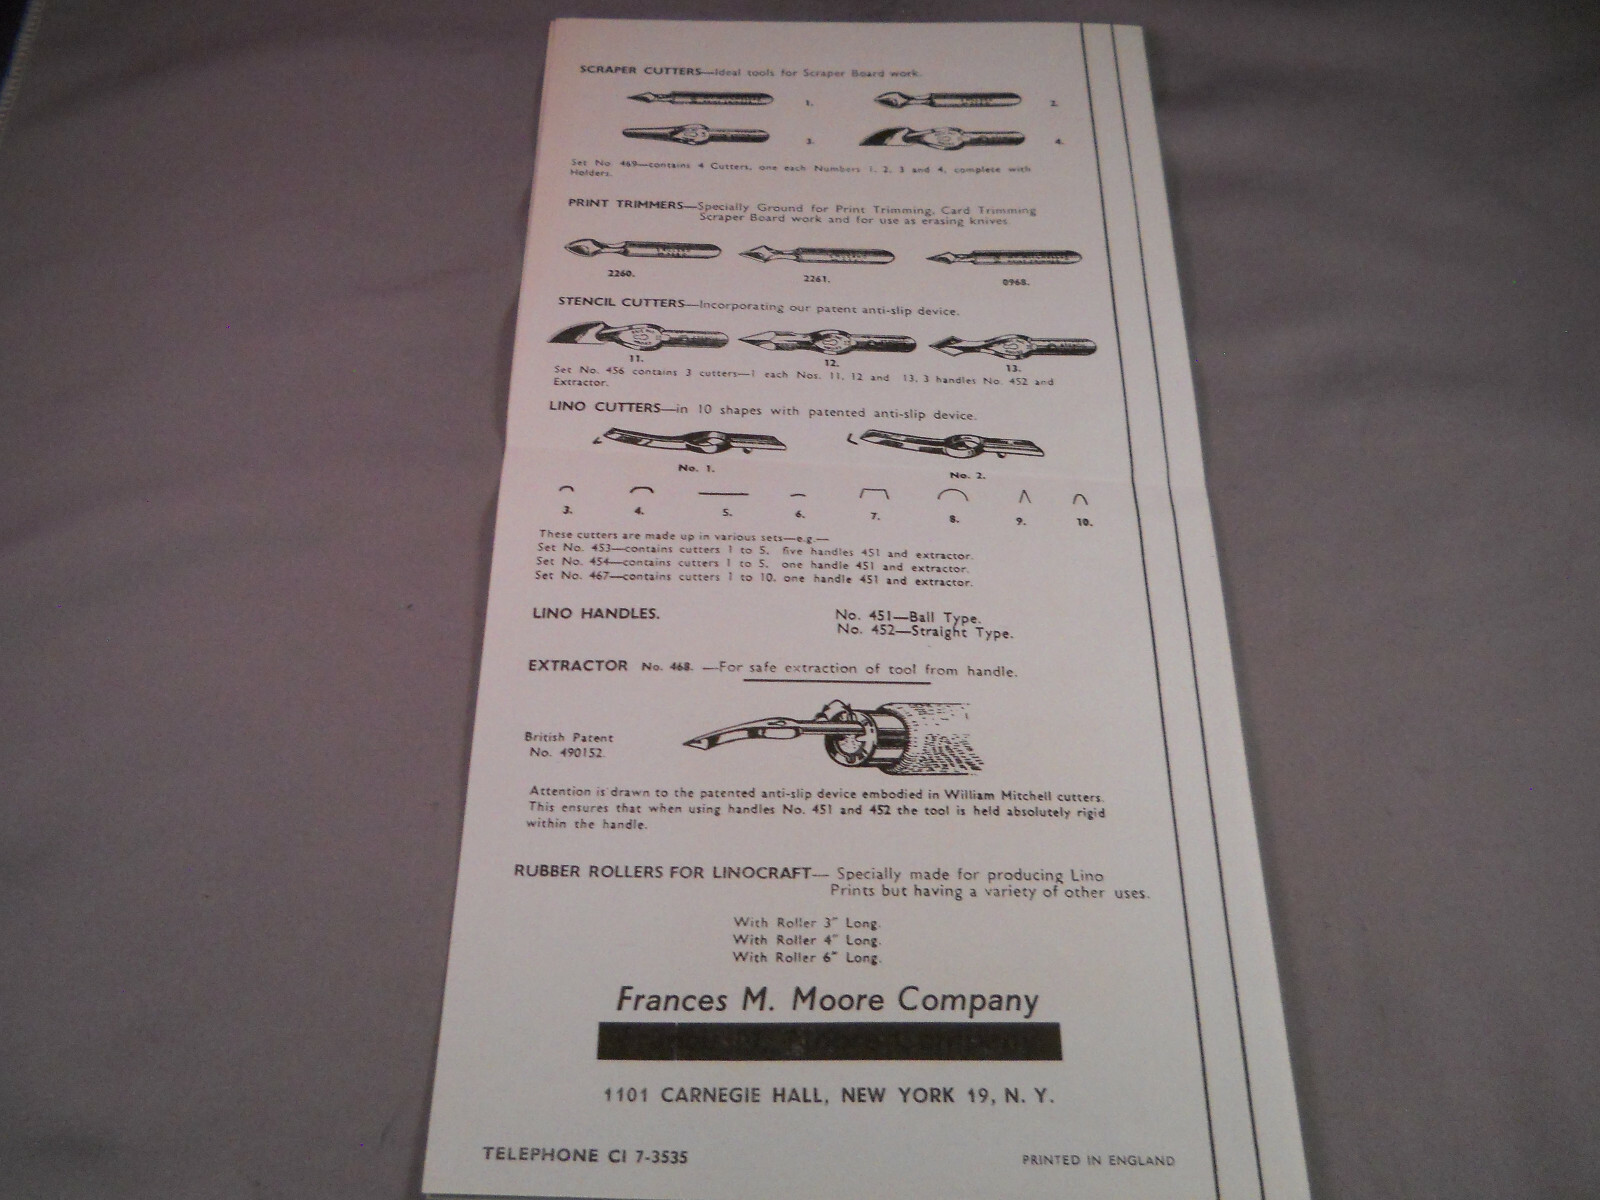 SCRAPER CUTTERS—Ideal tools for Scraper Board work.
1.
2.
3.
4.
Set No. 469—contains 4 Cutters, one each Numbers 1, 2, 3 and 4, complete with
Holders.
PRINT TRIMMERS—Specially Ground for Print Trimming, Card Trimming
Scraper Board work and for use as erasing knives
2260.
2261.
0968.
STENCIL CUTTERS—Incorporating our patent anti-slip device.
11.
12.
13.
Set No. 456 contains 3 cutters—1 each Nos. 11, 12 and 13, 3 handles No. 452 and
Extractor.
LINO CUTTERS—in 10 shapes with patented anti-slip device.
No. 1.
No. 2.
3.
4.
5.
6.
7.
8.
9.
10.
These cutters are made up in various sets—e.g.—
Set No. 453—contains cutters 1 to 5, five handles 451 and extractor.
Set No. 454—contains cutters 1 to 5, one handle 451 and extractor.
Set No. 467—contains cutters 1 to 10, one handle 451 and extractor.
LINO HANDLES.
No. 451—Ball Type.
No. 452—Straight Type.
EXTRACTOR No. 468. —For safe extraction of tool from handle.
British Patent
No. 490152.
Attention is drawn to the patented anti-slip device embodied in William Mitchell cutters.
This ensures that when using handles No. 451 and 452 the tool is held absolutely rigid
within the handle.
RUBBER ROLLERS FOR LINOCRAFT— Specially made for producing Lino
Prints but having a variety of other uses.
With Roller 3" Long.
With Roller 4" Long.
With Roller 6" Long.
Frances M. Moore Company
1101 CARNEGIE HALL, NEW YORK 19, N. Y.
TELEPHONE CI 7-3535
PRINTED IN ENGLAND